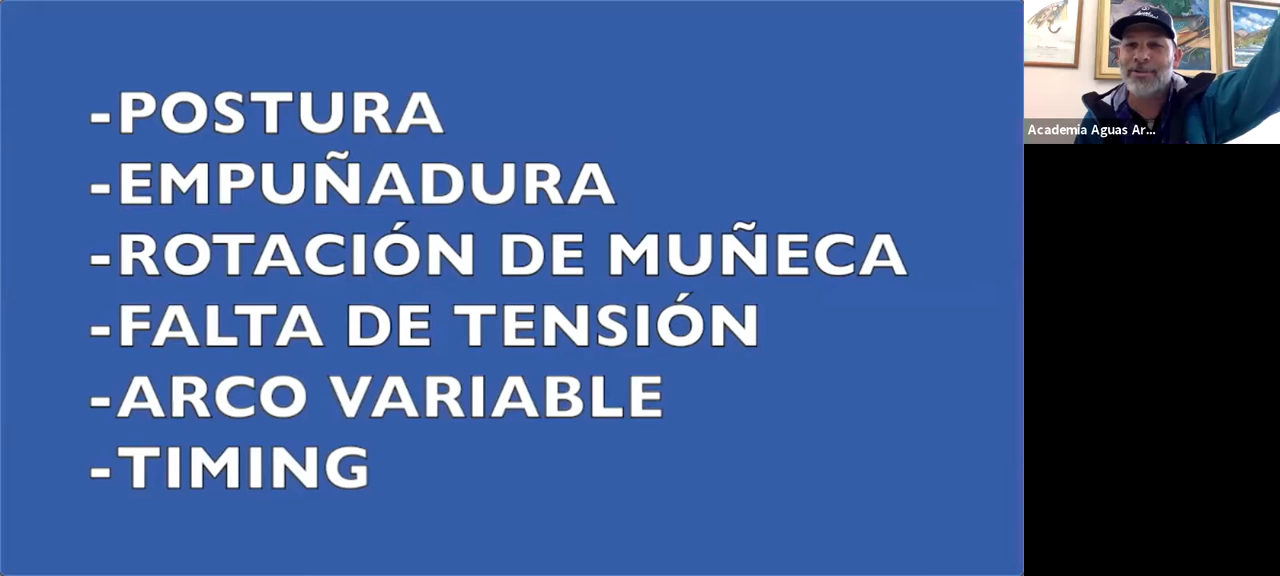 -POSTURA
-EMPUÑADURA
-ROTACIÓN DE MUÑECA
-FALTA DE TENSIÓN
-ARCO VARIABLE
-TIMING
Academia Aguas Ar...